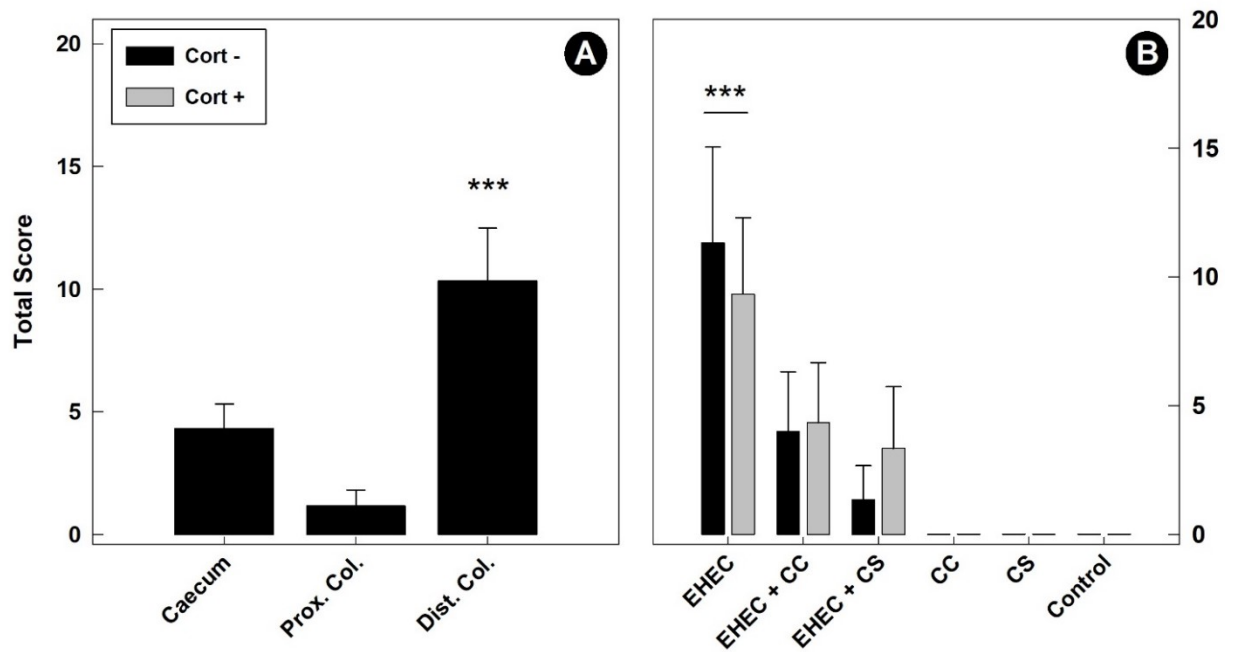 Total Score
20
15
10
5
0
Cort -
Cort +
A
***
Caecum
Prox. Col.
Dist. Col.
B
***
20
15
10
5
0
EHEC
EHEC + CC
EHEC + CS
CC
CS
Control